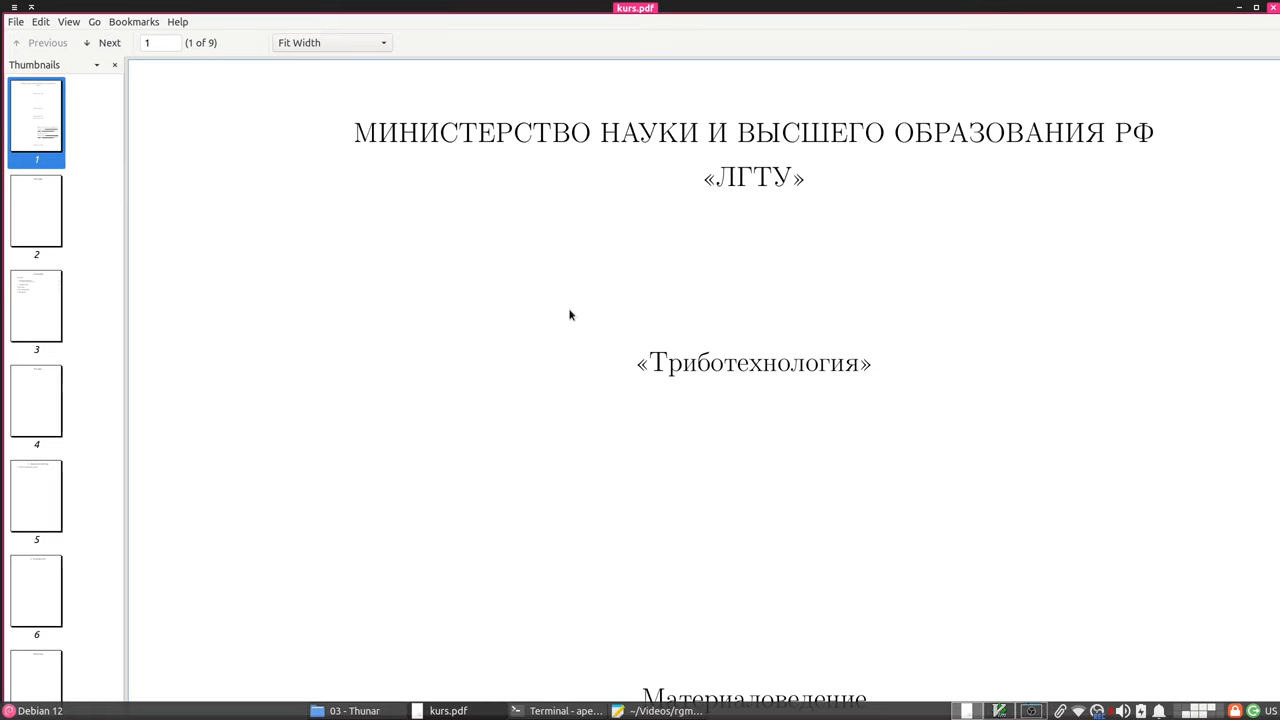 kurs.pdf
File Edit View Go Bookmarks Help
Previous Next 1 (1 of 9) Fit Width
Thumbnails
МИНИСТЕРСТВО НАУКИ И ВЫСШЕГО ОБРАЗОВАНИЯ РФ
«ЛГТУ»
«Триботехнология»
Материаловедение
1
2
3
4
5
6
Debian 12 03 - Thunar kurs.pdf Terminal - ape... ~/Videos/rgm... US